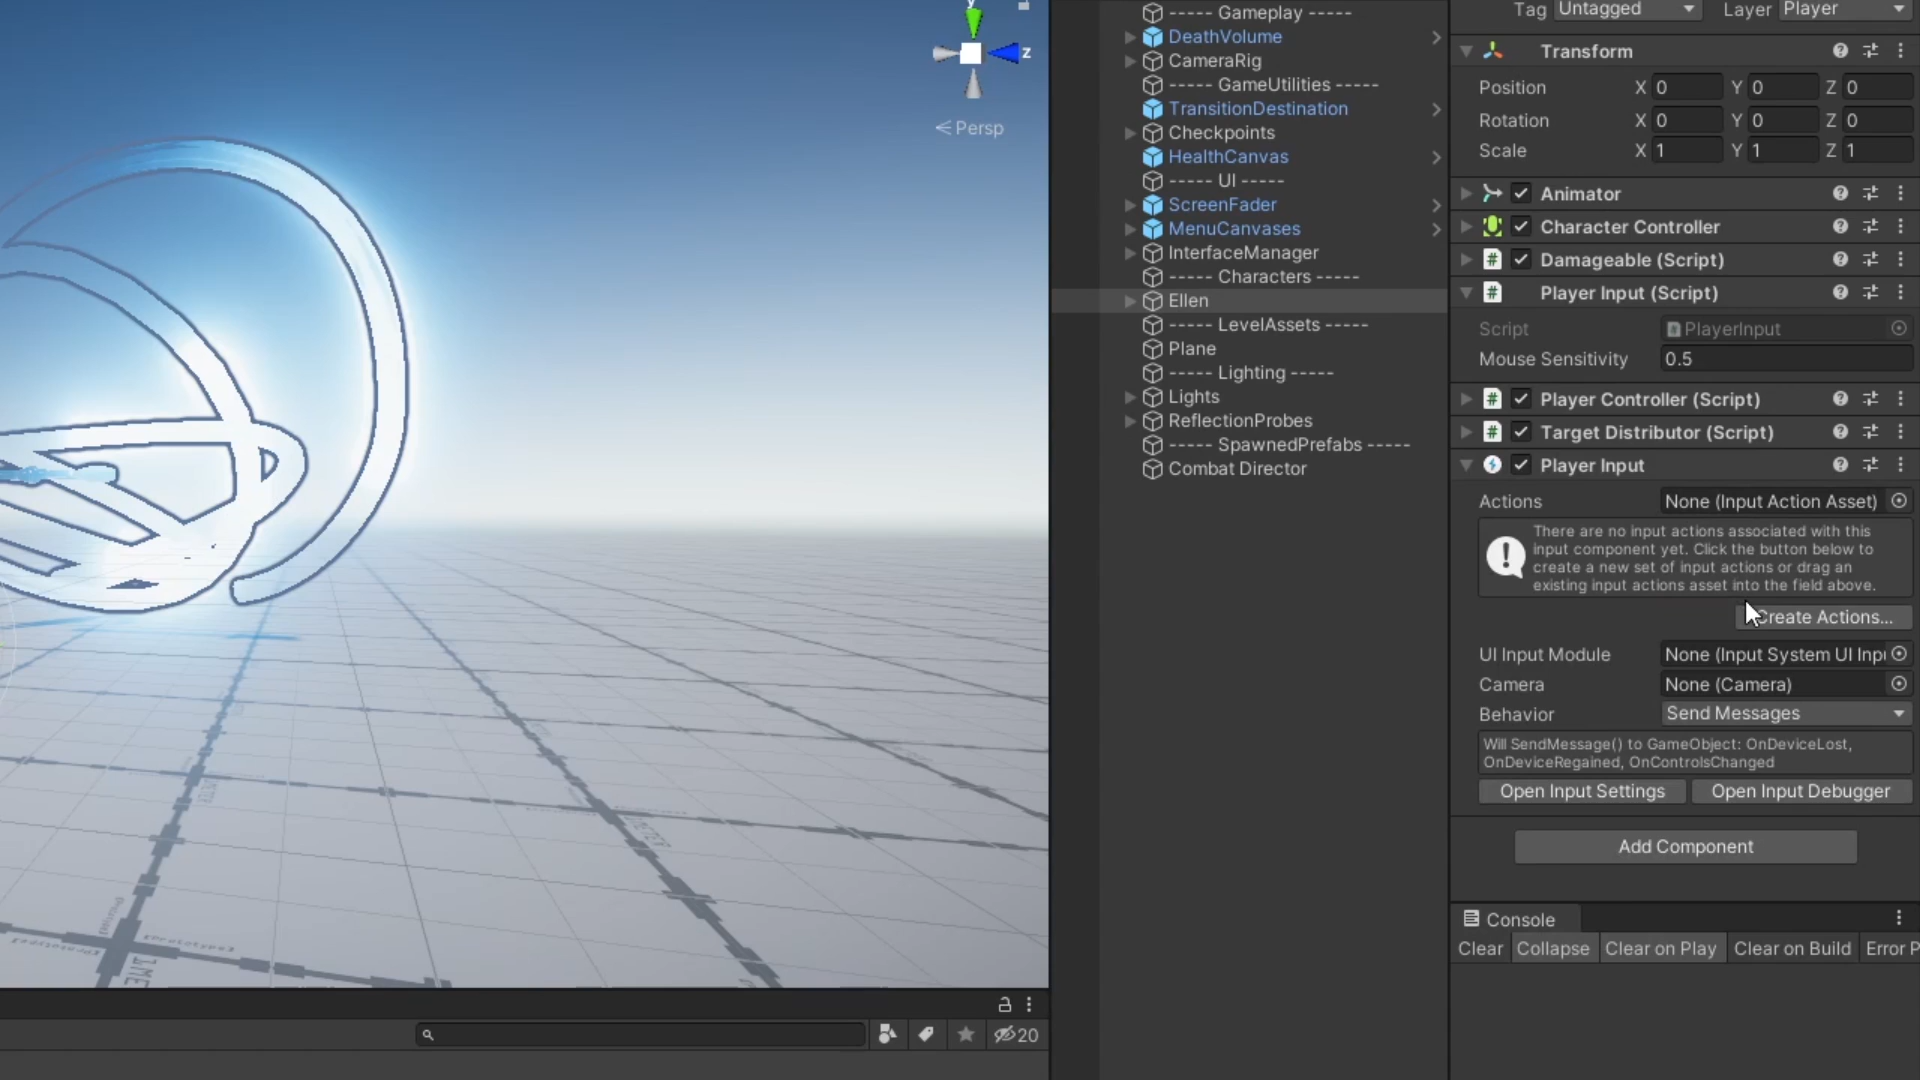 y
z
Persp
----- Gameplay -----
DeathVolume
CameraRig
----- GameUtilities -----
TransitionDestination
Checkpoints
HealthCanvas
----- UI -----
ScreenFader
MenuCanvases
InterfaceManager
----- Characters -----
Ellen
----- LevelAssets -----
Plane
----- Lighting -----
Lights
ReflectionProbes
----- SpawnedPrefabs -----
Combat Director
Tag Untagged Layer Player
Transform
Position X 0 Y 0 Z 0
Rotation X 0 Y 0 Z 0
Scale X 1 Y 1 Z 1
Animator
Character Controller
Damageable (Script)
Player Input (Script)
Script PlayerInput
Mouse Sensitivity 0.5
Player Controller (Script)
Target Distributor (Script)
Player Input
Actions None (Input Action Asset)
There are no input actions associated with this
input component yet. Click the button below to
create a new set of input actions or drag an
existing input actions asset into the field above.
Create Actions...
UI Input Module None (Input System UI Inp
Camera None (Camera)
Behavior Send Messages
Will SendMessage() to GameObject: OnDeviceLost,
OnDeviceRegained, OnControlsChanged
Open Input Settings Open Input Debugger
Add Component
Console
Clear Collapse Clear on Play Clear on Build Error P
20